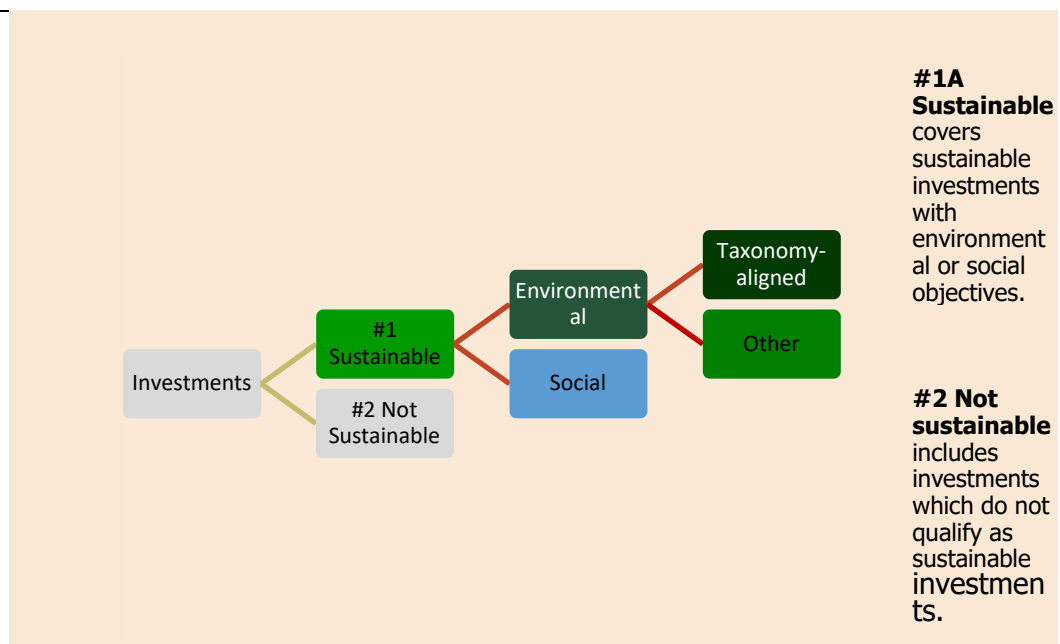 Investments
#1
Sustainable
#2 Not
Sustainable
Environment
al
Social
Taxonomy-
aligned
Other
#1A
Sustainable
covers
sustainable
investments
with
environment
al or social
objectives.
#2 Not
sustainable
includes
investments
which do not
qualify as
sustainable
investmen
ts.